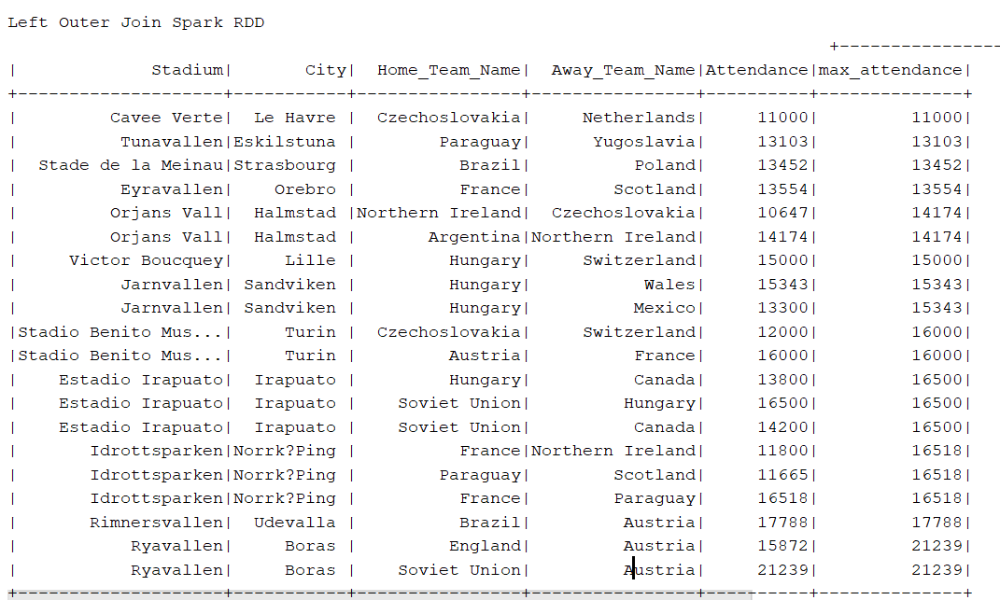 Left Outer Join Spark RDD
+----------------
|             Stadium|       City|  Home_Team_Name|  Away_Team_Name|Attendance|max_attendance|
+--------------------+-----------+----------------+----------------+----------+--------------+
|         Cavee Verte|  Le Havre |  Czechoslovakia|     Netherlands|     11000|         11000|
|          Tunavallen|Eskilstuna |        Paraguay|      Yugoslavia|     13103|         13103|
|  Stade de la Meinau|Strasbourg |          Brazil|          Poland|     13452|         13452|
|          Eyravallen|    Orebro |          France|        Scotland|     13554|         13554|
|         Orjans Vall|  Halmstad |Northern Ireland|  Czechoslovakia|     10647|         14174|
|         Orjans Vall|  Halmstad |       Argentina|Northern Ireland|     14174|         14174|
|     Victor Boucquey|     Lille |         Hungary|     Switzerland|     15000|         15000|
|          Jarnvallen| Sandviken |         Hungary|           Wales|     15343|         15343|
|          Jarnvallen| Sandviken |         Hungary|          Mexico|     13300|         15343|
|Stadio Benito Mus...|     Turin |  Czechoslovakia|     Switzerland|     12000|         16000|
|Stadio Benito Mus...|     Turin |         Austria|          France|     16000|         16000|
|    Estadio Irapuato|  Irapuato |         Hungary|          Canada|     13800|         16500|
|    Estadio Irapuato|  Irapuato |    Soviet Union|         Hungary|     16500|         16500|
|    Estadio Irapuato|  Irapuato |    Soviet Union|          Canada|     14200|         16500|
|       Idrottsparken|Norrk?Ping |          France|Northern Ireland|     11800|         16518|
|       Idrottsparken|Norrk?Ping |        Paraguay|        Scotland|     11665|         16518|
|       Idrottsparken|Norrk?Ping |          France|        Paraguay|     16518|         16518|
|       Rimnersvallen|  Udevalla |          Brazil|         Austria|     17788|         17788|
|           Ryavallen|     Boras |         England|         Austria|     15872|         21239|
|           Ryavallen|     Boras |    Soviet Union|         Austria|     21239|         21239|
+--------------------+-----------+----------------+----------------+----------+--------------+